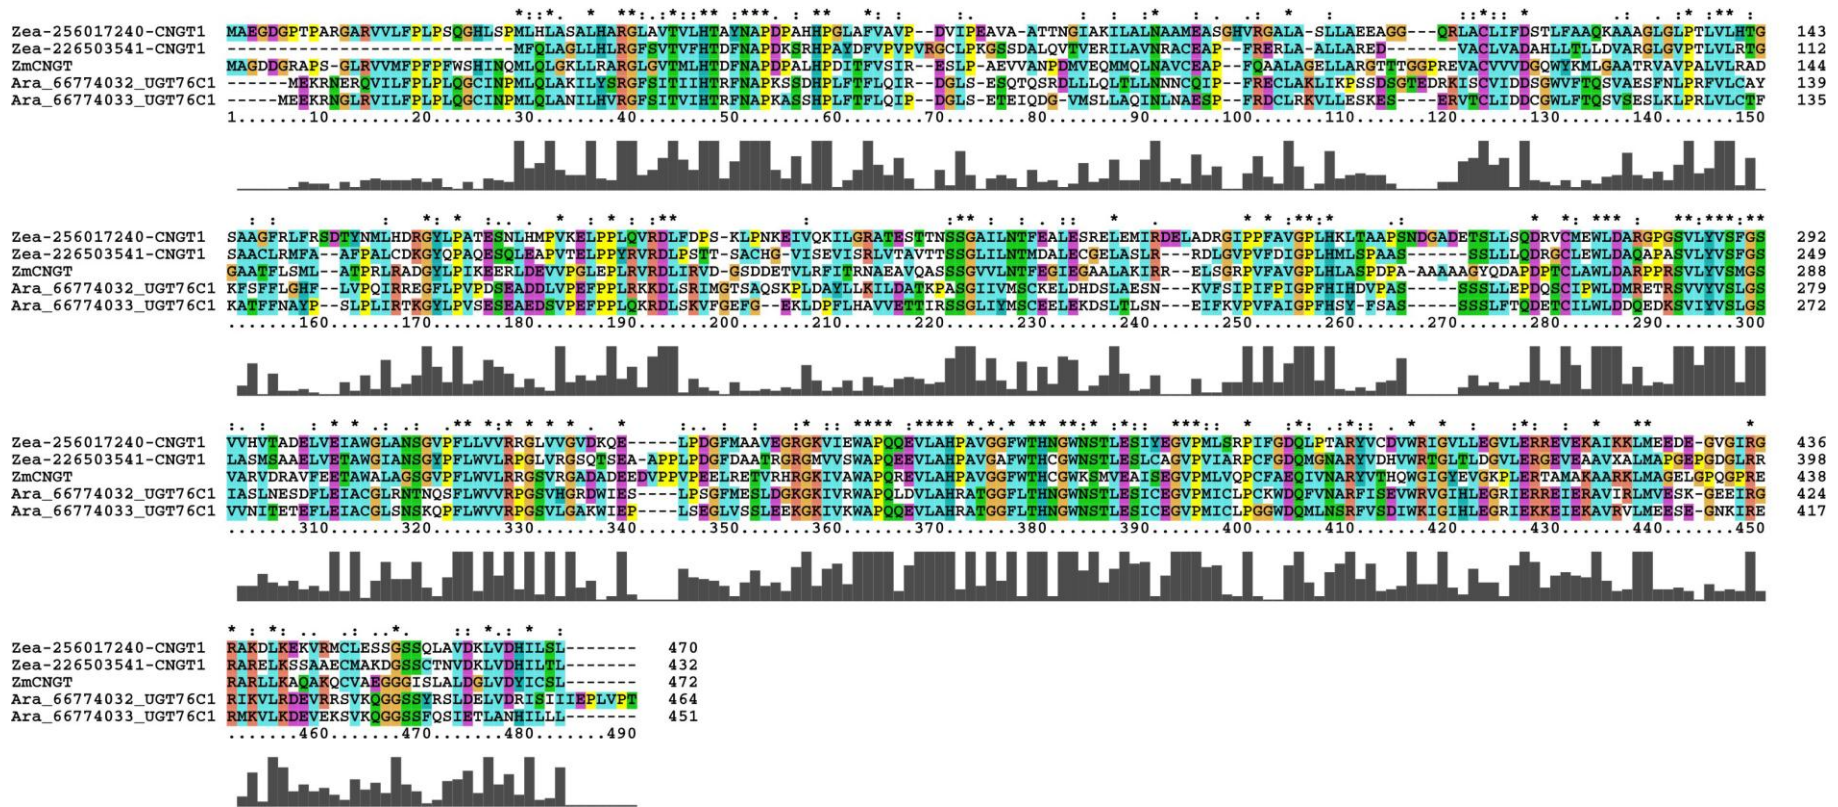 *::*. * **.:.*::** .***. : ** *: . :. : : :* : . : * : ::*:: * : . :* :**.:
Zea-256017240-CNGT1 MAEGDGPTPARGARVVLFPLPSQGHLSPMLHLASALHARGLAVTVLHTAYNAPDPAHHPGLAFVAVP--DVIPEAVA-ATTNGIAKILALNAAMEASGHVRGALA-SLLAEEAGG---QRLACLIFDSTLFAAQKAAAGLGLPTLVLHTG 143
Zea-226503541-CNGT1 ----------------------------MFQLAGLLHLRGFSVTVFHTDFNAPDKSRHPAYDFVPVPVRGCLPKGSSDALQVTVERILAVNRACEAP--FRERLA-ALLARED-----VACLVADAHLLTLLDVARGLGVPTLVLRTG 112
ZmCNGT MAGDDGRAPS-GLRVVMFPFPFWSHINQMLQLGKLLRARGLGVTMLHTDFNAPDPALHPDITFVSIR--ESLP-AEVVANPDMVEQMMQLNAVCEAP--FQAALAGELLARGTTTGGPREVACVVVDGQWYKMLGAATRVAVPALVLRAD 144
Ara_66774032_UGT76C1 ------MEKRNERQVILFPLPLQGCINPMLQLAKILYSRGFSITIIHTRFNAPKSSDHPLFTFLQIR--DGLS-ESQTQSRDLLLQLTLLNNNCQIP--FRECLAKLIKPSSDSGTEDRKISCVIDDSGWVFTQSVAESFNLPRFVLCAY 139
Ara_66774033_UGT76C1 -----MEEKRNGLRVILFPLPLQGCINPMLQLANILHVRGFSITVIHTRFNAPKASSHPLFTFLQIP--DGLS-ETEIQDG-VMSLLAQINLNAESP--FRDCLRKVLLESKES----ERVTCLIDDCGWLFTQSVSESLKLPRLVLCTF 135
1.......10........20........30........40........50........60........70........80........90.......100.......110.......120.......130.......140.......150
Zea-256017240-CNGT1 SAAGFRLFRSDTYNMLHDRGYLPATESNLHMPVKELPPLQVRDLFDPS-KLPNKEIVQKILGRATESTTNSSGAILNTFEALESRELEMIRDELADRGIPPFAVGPLHKLTAAPSNDGADETSLLSQDRVCMEWLDARGPGSVLYVSFGS 292
Zea-226503541-CNGT1 SAACLRMFA--AFPALCDKGYQPAQESQLEAPVTELPPYRVRDLPSTT--SACHG-VISEVISRLVTAVTTSSGLILNTMDALECGELASLR--RDLGVPVFDIGPLHMLSPAAS-----SSLLLQDRGCLEWLDAQAPASVLYVSFGS 249
ZmCNGT GAATFLSML--ATPRLRADGYLPIKEERLDEVVPGLEPLRVRDLIRVD-GSDDETVLRFITRNAEAVQASSSGVVLNTFEGIEGAALAKIRR--ELSGRPVFAVGPLHLASPDPA-AAAAAGYQDAPDPTCLAWLDARPPRSVLYVSMGS 288
Ara_66774032_UGT76C1 KFSFFLGHF--LVPQIRREGFLPVPDSEADDLVPEFPPLRKKDLSRIMGTSAQSKPLDAYLLKILDATKPASGIIVMSCKELDHDSLAESN---KVFSIPIFPIGPFHIHDVPAS-----SSSLLEPDQSCIPWLDMRETRSVVYVSLGS 279
Ara_66774033_UGT76C1 KATFFNAYP--SLPLIRTKGYLPVSESEAEDSVPEFPPLQKRDLSKVFGEFG--EKLDPFLHAVVETTIRSSGLIYMSCEELEKDSLTLSN---EIFKVPVFAIGPFHSY-FSAS-----SSSLFTQDETCILWLDDQEDKSVIYVSLGS 271
.......160.......170.......180.......190.......200.......210.......220.......230.......240.......250.......260.......270.......280.......290.......300
Zea-256017240-CNGT1 VVHVTADELVEIAWGLANSGVPFLLVVRRGLVVGVDKQE-----LPDGFMAAVEGRGKVIEWAPQQEVLAHPAVGGFWTHNGWNSTLESIYEGVPMLSRPIFGDQLPTARYVCDVWRIGVLLEGVLERREVEKAIKKLMEEDE-GVGIRG 436
Zea-226503541-CNGT1 LASMSAAELVETAWGIANSGYPFLWVLRPGLVRGSQTSEA-APPLPDGFDAATRGRGMVVSWAPQEEVLAHPAVGAFWTHCGWNSTLESLCAGVPVIARPCFGDQMGNARYVDHVWRTGLTLDGVLERGEVEAAVXALMAPGEPGDGLRR 398
ZmCNGT VARVDRAVFEETAWALAGSGVPFLWVLRPGSVRGADADEEDVPPVPEELRETVRHRGKIVAWAPQREVLAHPAVGGFWTHCGWKSMVEAISEGVPMLVQPCFAEQIVNARYVTHQWGIGYEVGKPLERTAMAKAARKLMAGELGPQGPRE 438
Ara_66774032_UGT76C1 IASLNESDFLEIACGLRNTNQSFLWVVRPGSVHGRDWIES-----LPSGFMESLDGKGKIVRWAPQLDVLAHRATGGFLTHNGWNSTLESICEGVPMICLPCKWDQFVNARFISEVWRVGIHLEGRIERREIERAVIRLMVESK-GEEIRG 424
Ara_66774033_UGT76C1 VVNITETEFLEIACGLSNSKQPFLWVVRPGSVLGAKWIEP-----LSEGLVSSLEEKGKIVKWAPQQEVLAHRATGGFLTHNGWNSTLESICEGVPMICLPGGWDQMLNSRFVSDIWKIGIHLEGRIEKREIEKAVRVLMEESE-GNKIRE 417
.......310.......320.......330.......340.......350.......360.......370.......380.......390.......400.......410.......420.......430.......440.......450
* : *: .. .: ..*. :: *. * :
Zea-256017240-CNGT1 RAKDLKEKVRMCLESSGSSQLAVDKLVDHILSL------- 470
Zea-226503541-CNGT1 RARELKSSAAECMAKDGSSCTNVDKLVDHILTL------- 432
ZmCNGT RARLLKAQAKQCVAEGGGISLALDGLVDYICSL------- 472
Ara_66774032_UGT76C1 RIKVLRDEVRRSVKQGGSSYRSLDELVDRISIIIEPLVPT 464
Ara_66774033_UGT76C1 RMKVLKDEVEKSVKQGGSSFQSIETLANHILLL------- 451
........460.......470.......480.......490